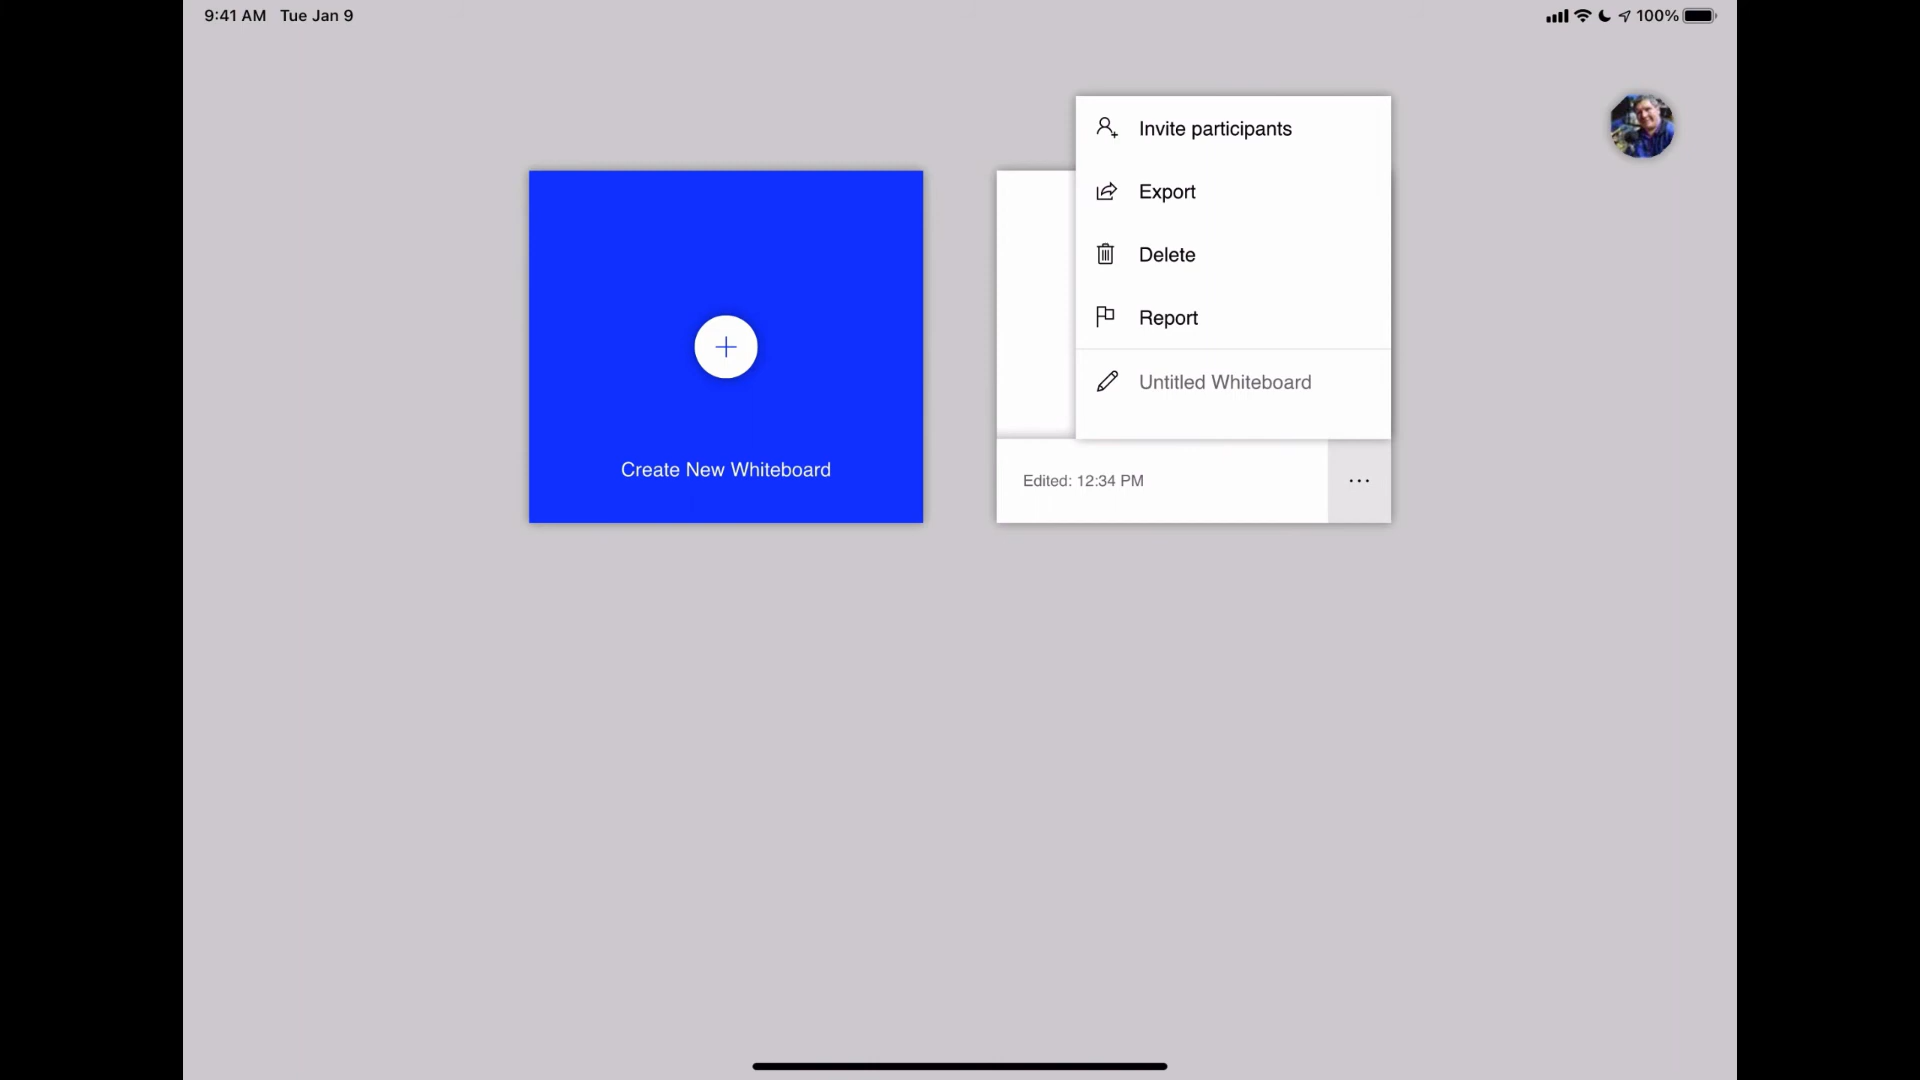 9:41 AM Tue Jan 9
100%
Invite participants
Export
Delete
Report
Untitled Whiteboard
Create New Whiteboard
Edited: 12:34 PM